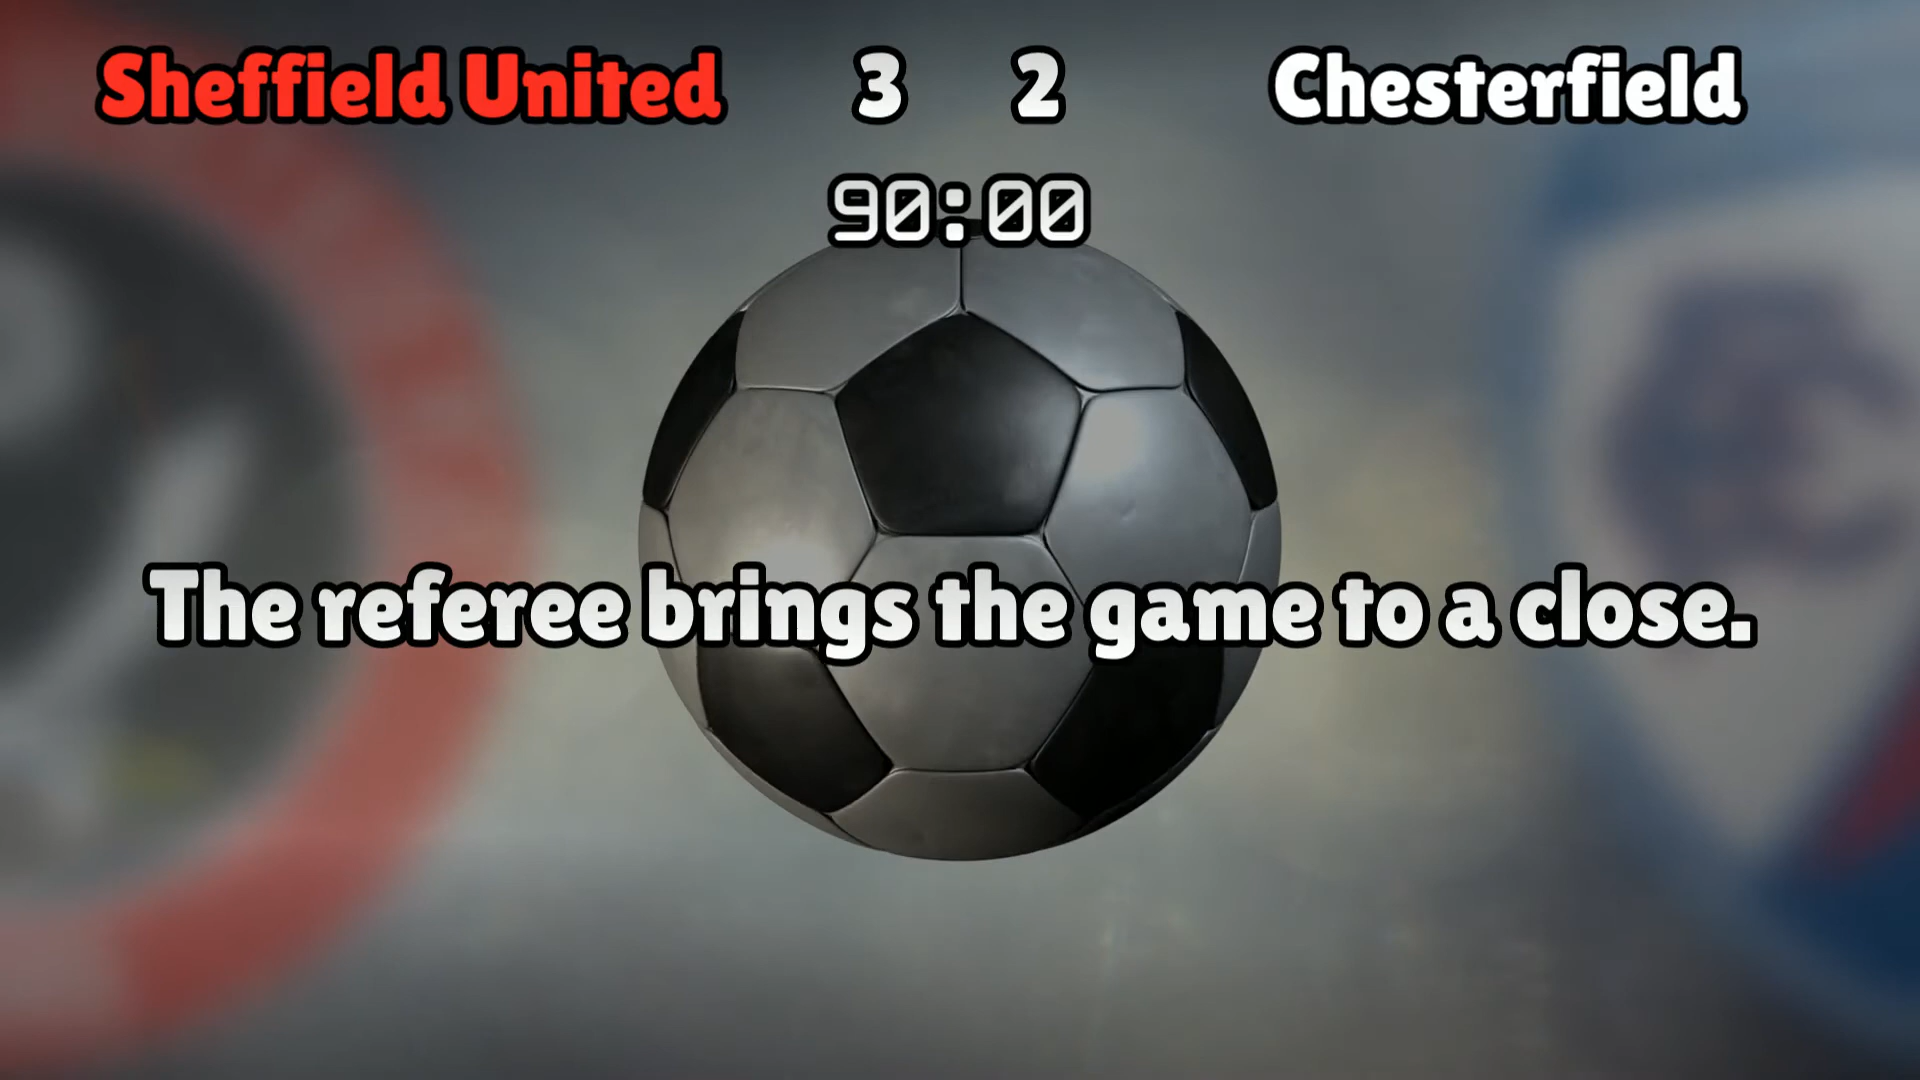 Sheffield United 3 2 Chesterfield
90:00
The referee brings the game to a close.